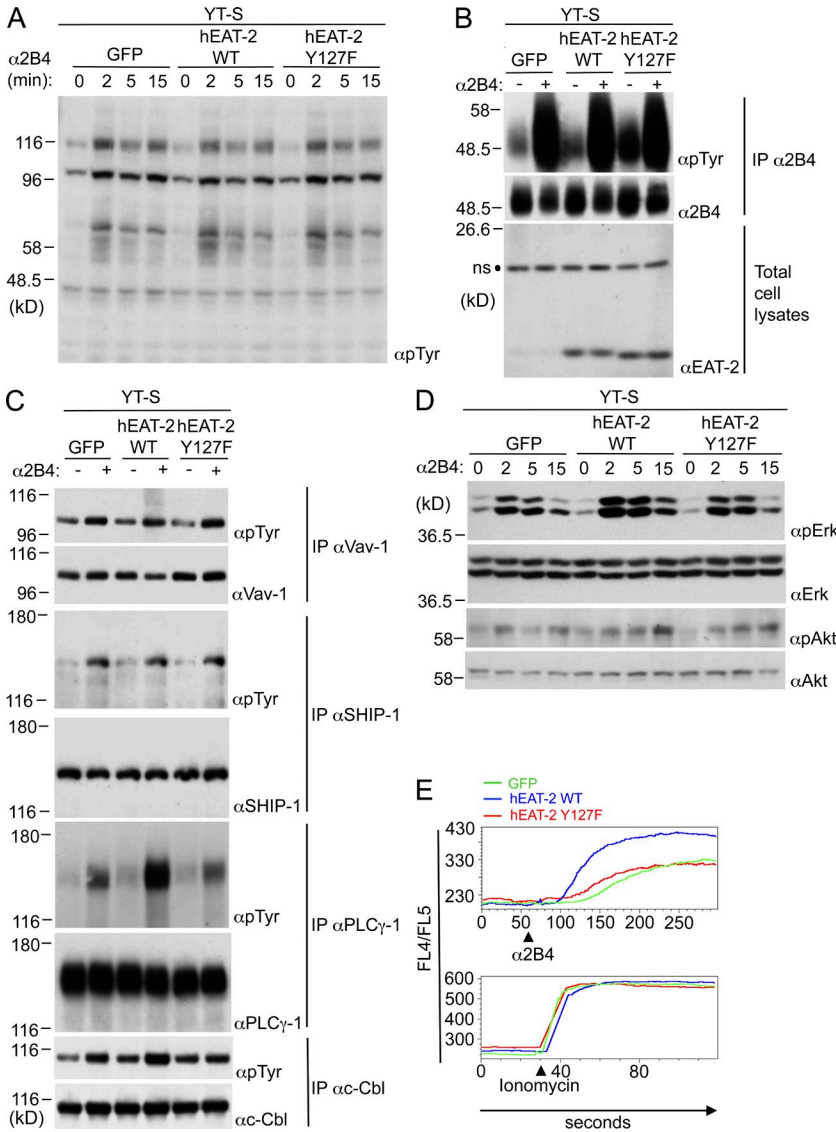 A
YT-S
α2B4 (min):
GFP
hEAT-2 WT
hEAT-2 Y127F
0 2 5 15 0 2 5 15 0 2 5 15
116
96
58
48.5
(kD)
αpTyr
B
YT-S
GFP
hEAT-2 WT
hEAT-2 Y127F
α2B4: - + - + - +
58
48.5
αpTyr
48.5
α2B4
IP α2B4
26.6
ns
(kD)
αEAT-2
Total cell lysates
C
YT-S
GFP
hEAT-2 WT
hEAT-2 Y127F
α2B4: - + - + - +
116
96
αpTyr
116
96
αVav-1
IP αVav-1
180
116
αpTyr
180
116
αSHIP-1
IP αSHIP-1
180
116
αpTyr
180
116
αPLCγ-1
IP αPLCγ-1
116
αpTyr
116
(kD)
αc-Cbl
IP αc-Cbl
D
YT-S
GFP
hEAT-2 WT
hEAT-2 Y127F
α2B4: 0 2 5 15 0 2 5 15 0 2 5 15
(kD)
36.5
αpErk
36.5
αErk
58
αpAkt
58
αAkt
E
GFP
hEAT-2 WT
hEAT-2 Y127F
FL4/FL5
430
330
230
0 50 100 150 200 250
α2B4
600
500
400
300
0 40 80
Ionomycin
seconds